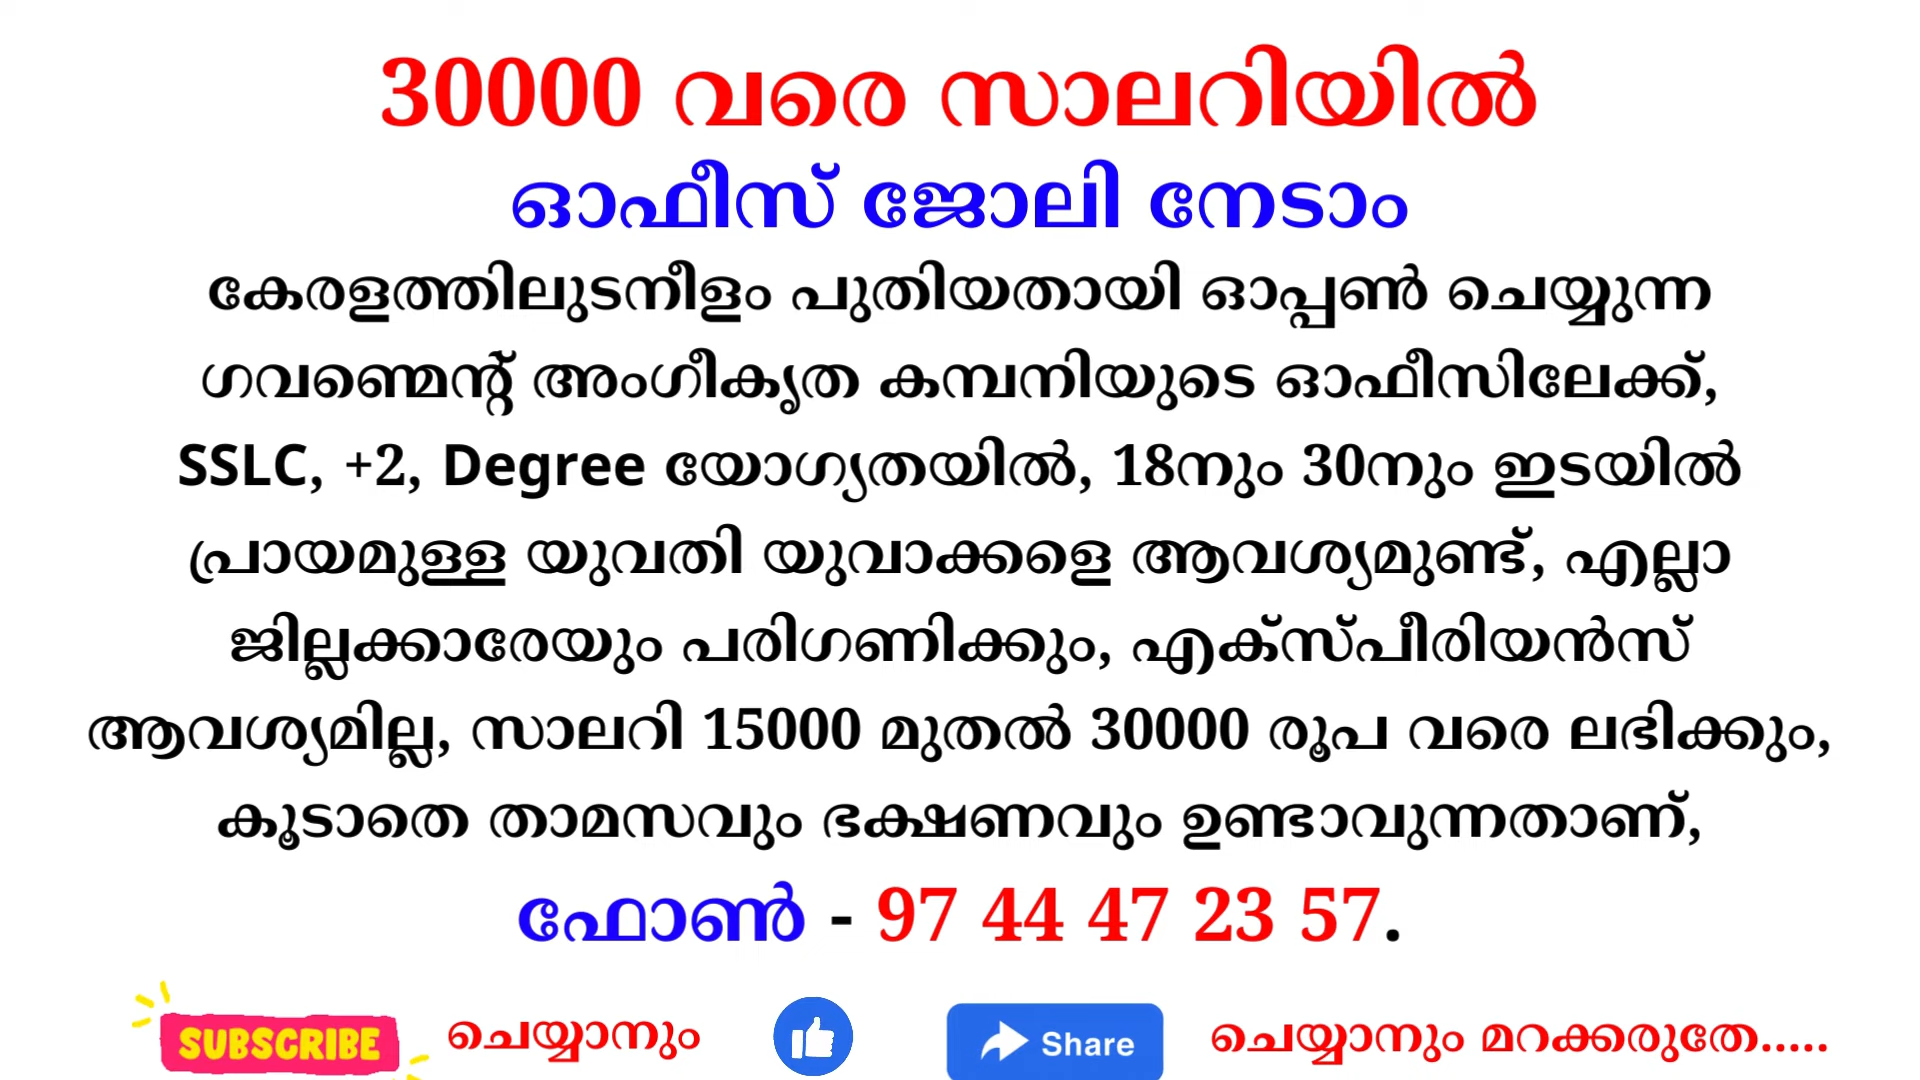 30000 വരെ സാലറിയിൽ
ഓഫീസ് ജോലി നേടാം
കേരളത്തിലുടനീളം പുതിയതായി ഓപ്പൺ ചെയ്യുന്ന
ഗവണ്മെന്റ് അംഗീകൃത കമ്പനിയുടെ ഓഫീസിലേക്ക്,
SSLC, +2, Degree യോഗ്യതയിൽ, 18നും 30നും ഇടയിൽ
പ്രായമുള്ള യുവതി യുവാക്കളെ ആവശ്യമുണ്ട്, എല്ലാ
ജില്ലക്കാരേയും പരിഗണിക്കും, എക്സ്പീരിയൻസ്
ആവശ്യമില്ല, സാലറി 15000 മുതൽ 30000 രൂപ വരെ ലഭിക്കും,
കൂടാതെ താമസവും ഭക്ഷണവും ഉണ്ടാവുന്നതാണ്,
ഫോൺ - 97 44 47 23 57.
SUBSCRIBE ചെയ്യാനും Share ചെയ്യാനും മറക്കരുതേ.....